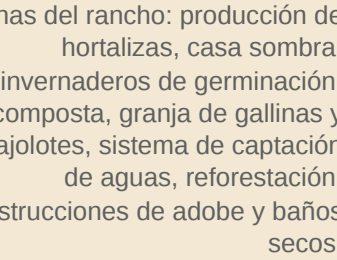 nas del rancho: producción de
hortalizas, casa sombra
invernaderos de germinación
composta, granja de gallinas y
ajolotes, sistema de captación
de aguas, reforestación
strucciones de adobe y baños
secos